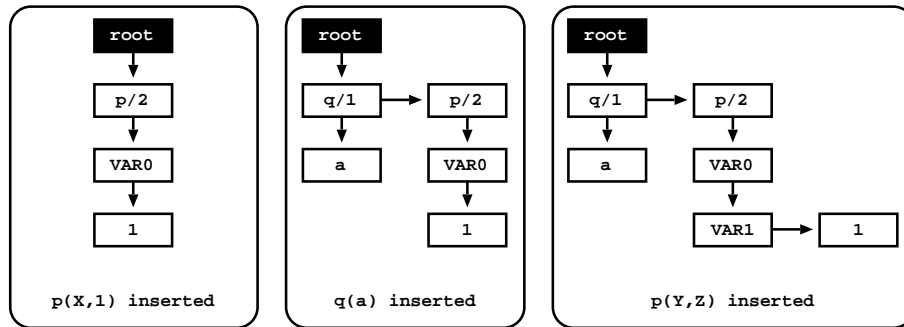 root
p/2
VAR0
1
p(X,1) inserted
root
q/1 p/2
a VAR0
1
q(a) inserted
root
q/1 p/2
a VAR0
VAR1 1
p(Y,Z) inserted